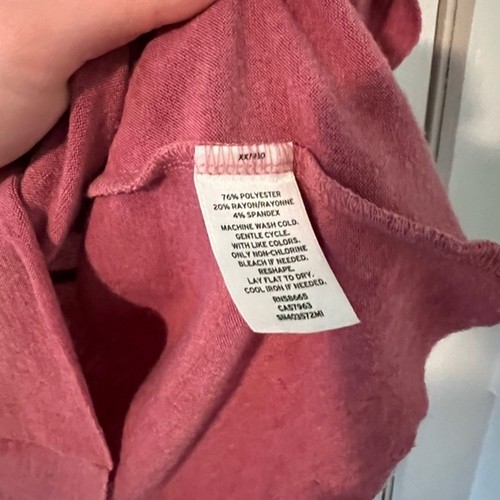 76% POLYESTER
20% RAYON/RAYONNE
4% SPANDEX
MACHINE WASH COLD.
GENTLE CYCLE.
WITH LIKE COLORS.
ONLY NON-CHLORINE
BLEACH IF NEEDED.
RESHAPE.
LAY FLAT TO DRY.
COOL IRON IF NEEDED.
RN58665
CA57963
SN403572MI